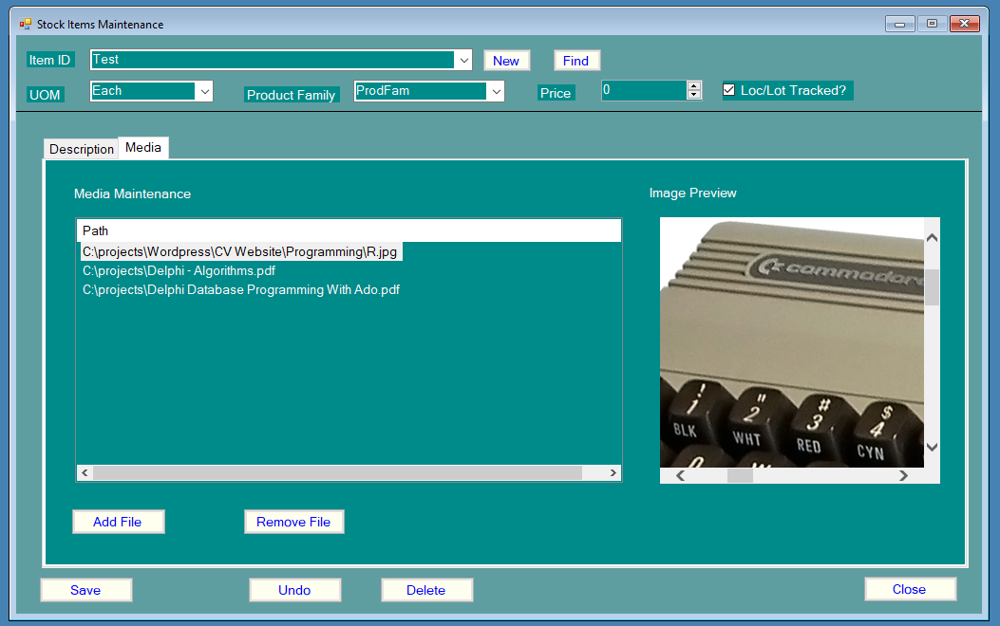 Stock Items Maintenance
Item ID Test New Find
UOM Each Product Family ProdFam Price 0 Loc/Lot Tracked?
Description Media
Media Maintenance Image Preview
Path
C:\projects\Wordpress\CV Website\Programming\R.jpg
C:\projects\Delphi - Algorithms.pdf
C:\projects\Delphi Database Programming With Ado.pdf
commodore
! " # $
1 2 3 4
BLK WHT RED CYN
Add File Remove File
Save Undo Delete Close